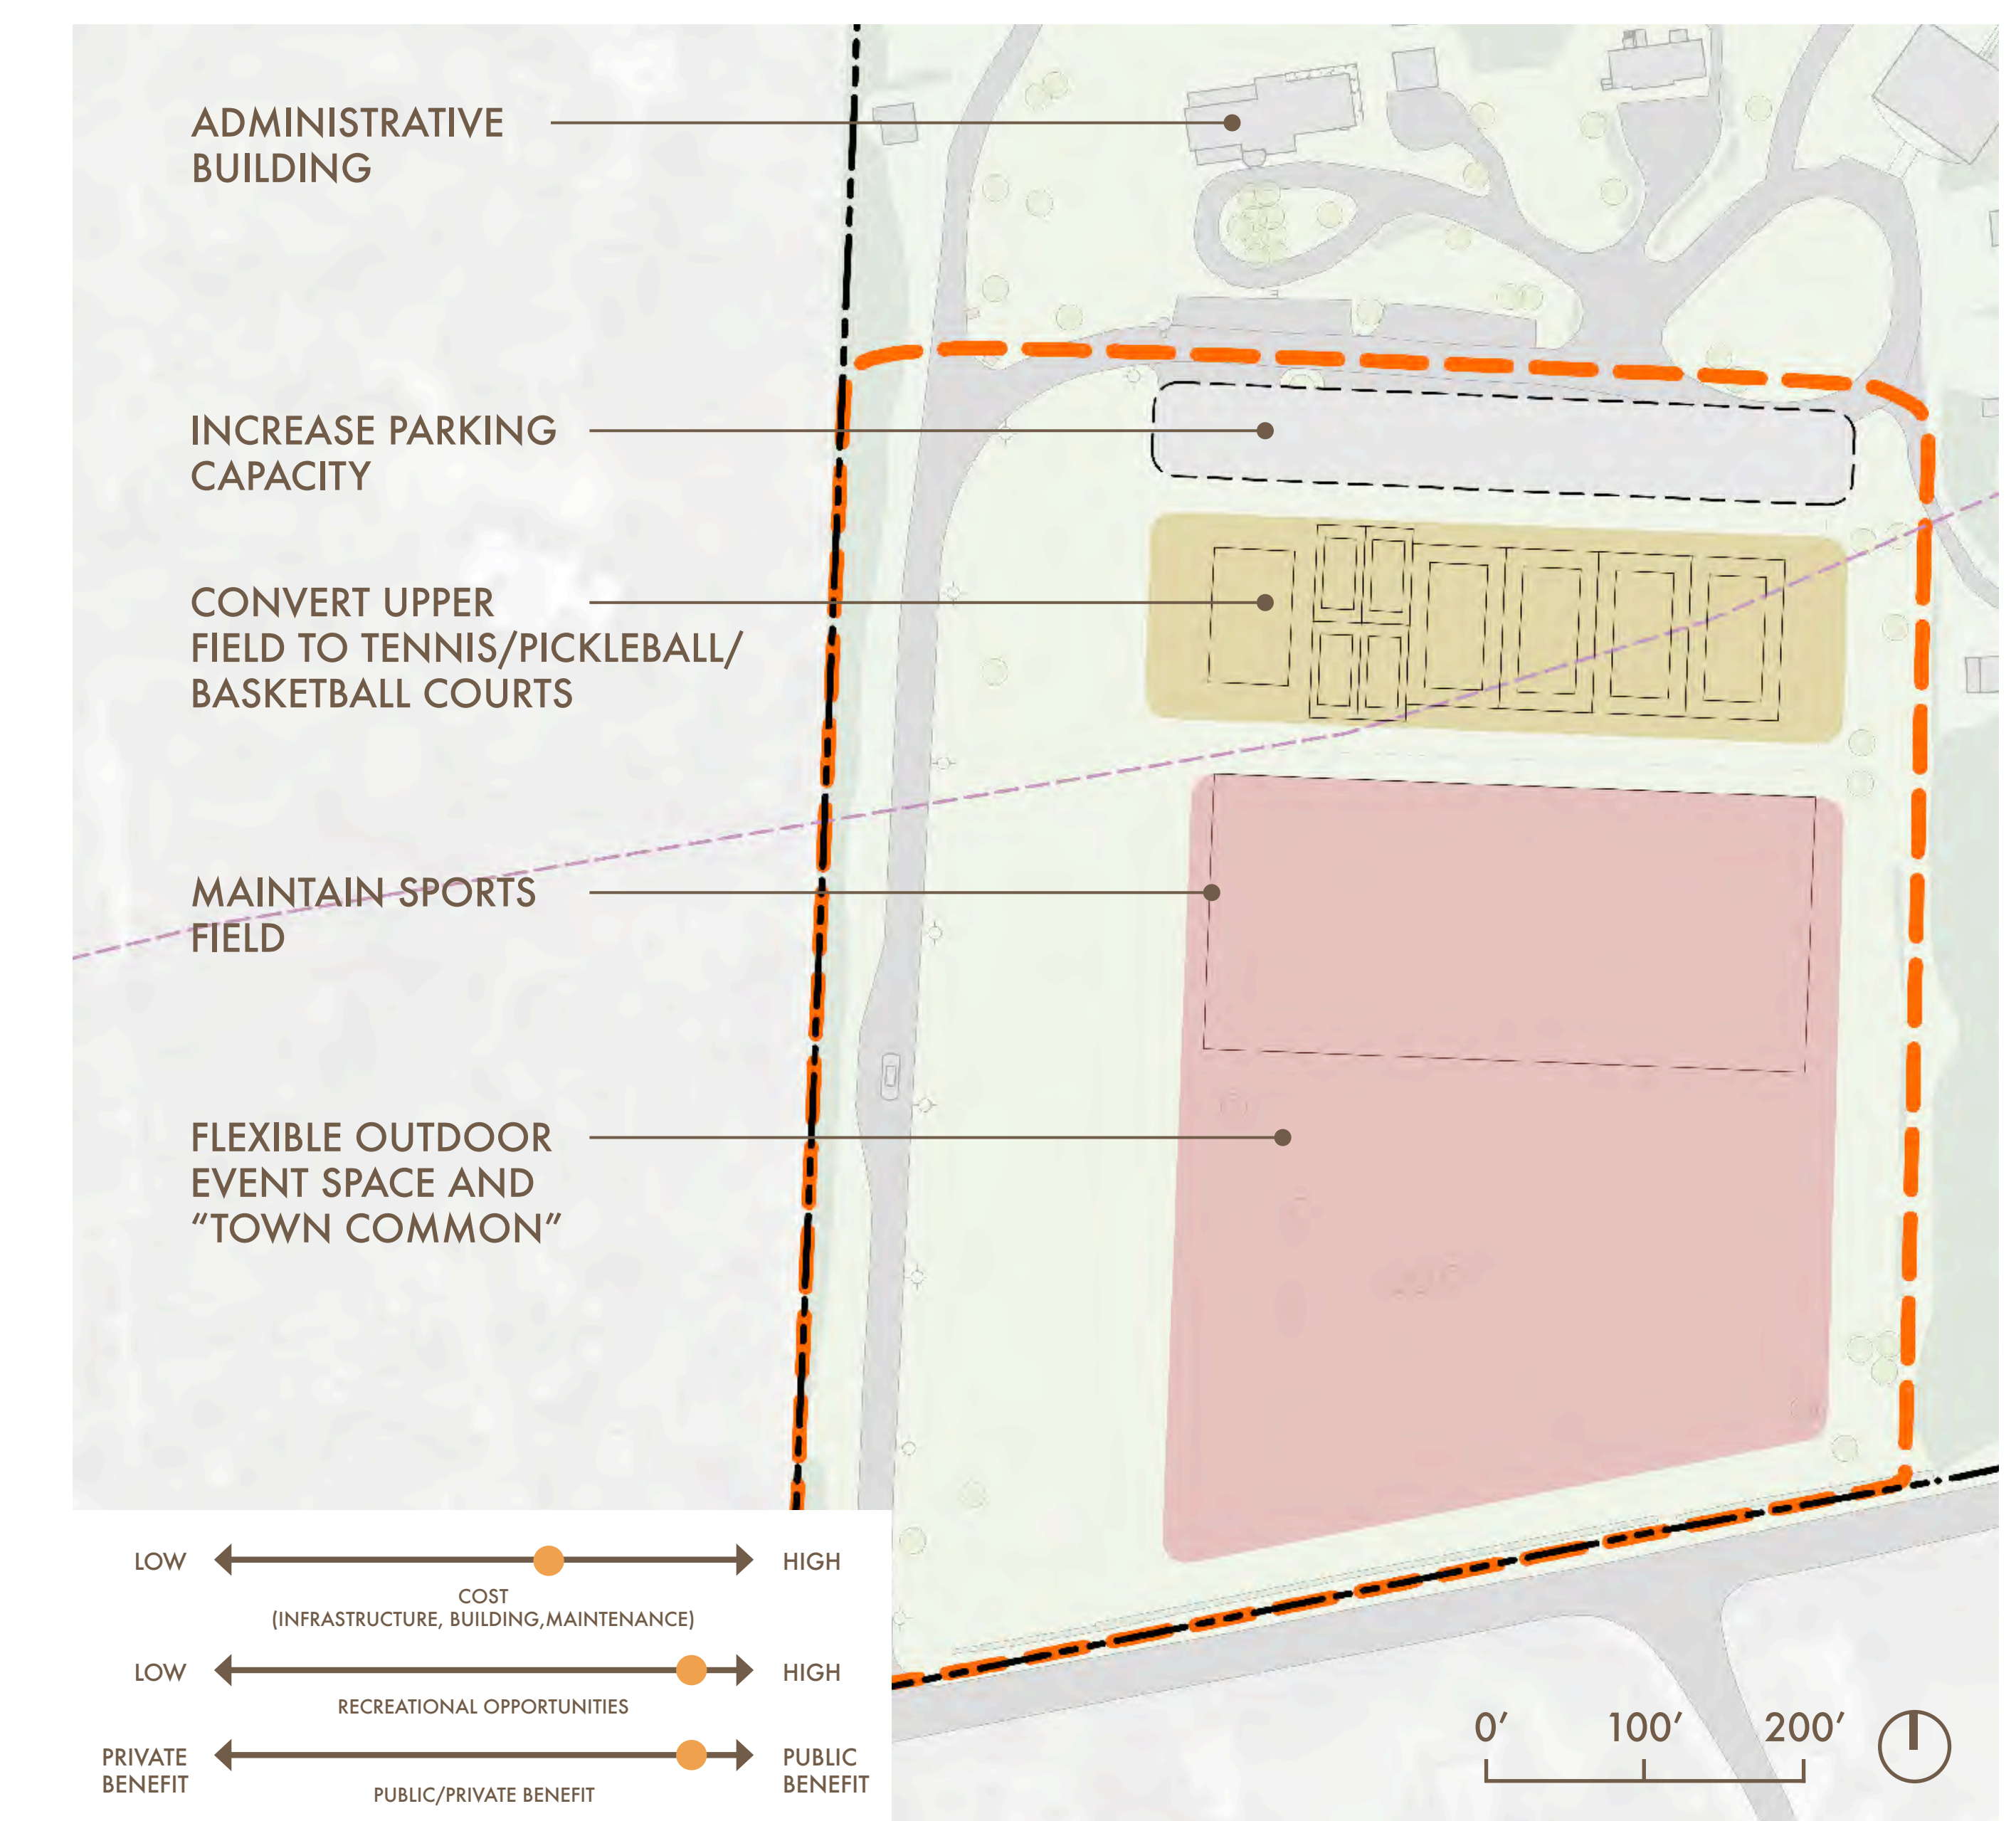 ADMINISTRATIVE
BUILDING
INCREASE PARKING
CAPACITY
CONVERT UPPER
FIELD TO TENNIS/PICKLEBALL/
BASKETBALL COURTS
MAINTAIN SPORTS
FIELD
FLEXIBLE OUTDOOR
EVENT SPACE AND
“TOWN COMMON”
LOW
HIGH
COST
(INFRASTRUCTURE, BUILDING,MAINTENANCE)
LOW
HIGH
RECREATIONAL OPPORTUNITIES
PRIVATE
BENEFIT
PUBLIC
BENEFIT
PUBLIC/PRIVATE BENEFIT
0′ 100′ 200′